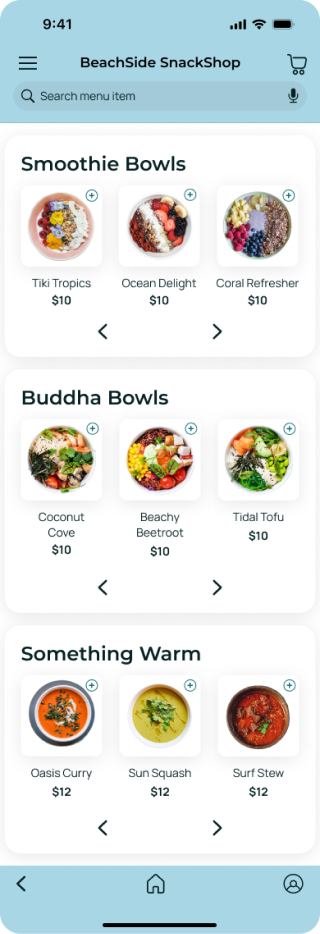 9:41
BeachSide SnackShop
Search menu item
Smoothie Bowls
Tiki Tropics
$10
Ocean Delight
$10
Coral Refresher
$10
Buddha Bowls
Coconut
Cove
$10
Beachy
Beetroot
$10
Tidal Tofu
$10
Something Warm
Oasis Curry
$12
Sun Squash
$12
Surf Stew
$12